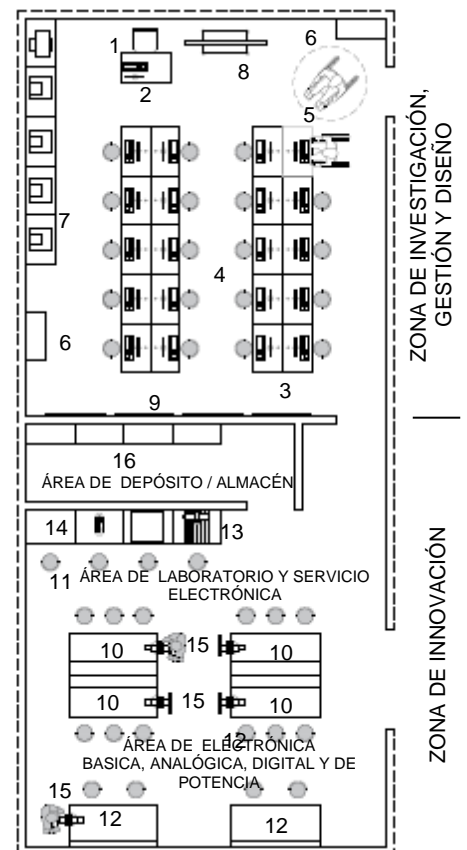 1
6
8
2
5
7
4
6
3
9
ZONA DE INVESTIGACIÓN,
GESTIÓN Y DISEÑO
16
ÁREA DE DEPÓSITO / ALMACÉN
14
13
11
ÁREA DE LABORATORIO Y SERVICIO
ELECTRÓNICA
10
15
10
10
15
10
12
ÁREA DE ELECTRÓNICA
BASICA, ANALÓGICA, DIGITAL Y DE
POTENCIA
15
12
12
ZONA DE INNOVACIÓN